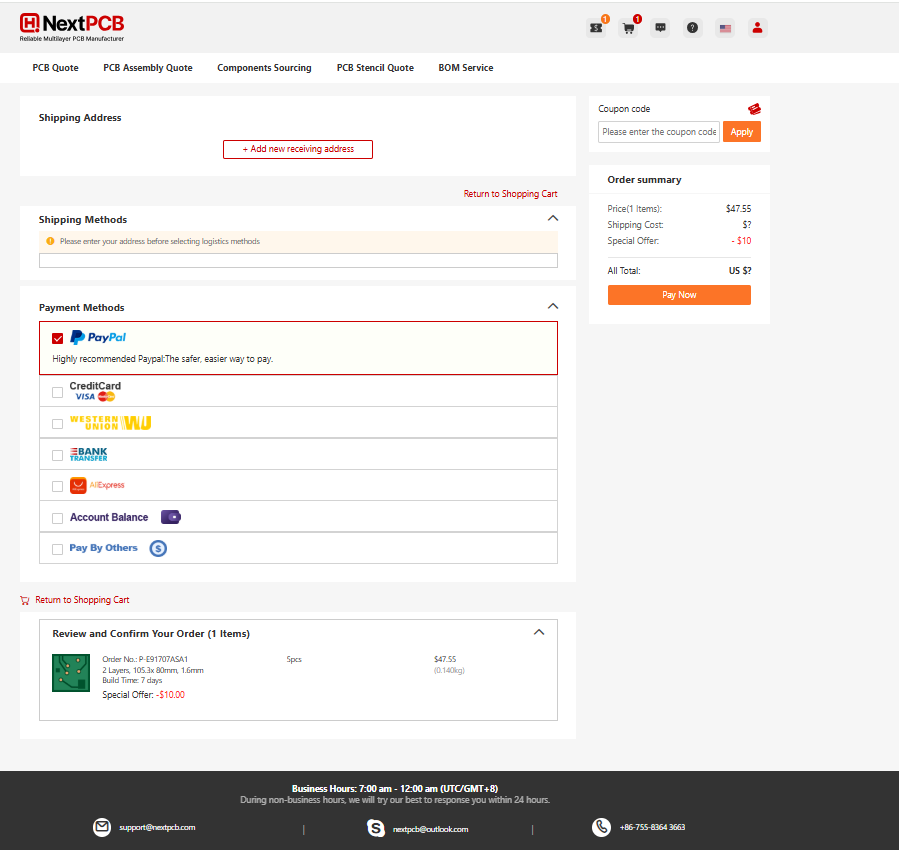 NextPCB
Reliable Multilayer PCB Manufacturer
1
1
PCB Quote
PCB Assembly Quote
Components Sourcing
PCB Stencil Quote
BOM Service
Shipping Address
+ Add new receiving address
Return to Shopping Cart
Shipping Methods
Please enter your address before selecting logistics methods
Payment Methods
PayPal
Highly recommended Paypal:The safer, easier way to pay.
CreditCard
VISA
WESTERN
UNION WU
BANK
TRANSFER
AliExpress
Account Balance
Pay By Others
Coupon code
Please enter the coupon code
Apply
Order summary
Price(1 Items): $47.55
Shipping Cost: $?
Special Offer: - $10
All Total: US $?
Pay Now
Return to Shopping Cart
Review and Confirm Your Order (1 Items)
Order No.: P-E91707ASA1 5pcs $47.55
2 Layers, 105.3x 80mm, 1.6mm (0.140kg)
Build Time: 7 days
Special Offer: -$10.00
Business Hours: 7:00 am - 12:00 am (UTC/GMT+8)
During non-business hours, we will try our best to response you within 24 hours.
support@nextpcb.com | nextpcb@outlook.com | +86-755-8364 3663